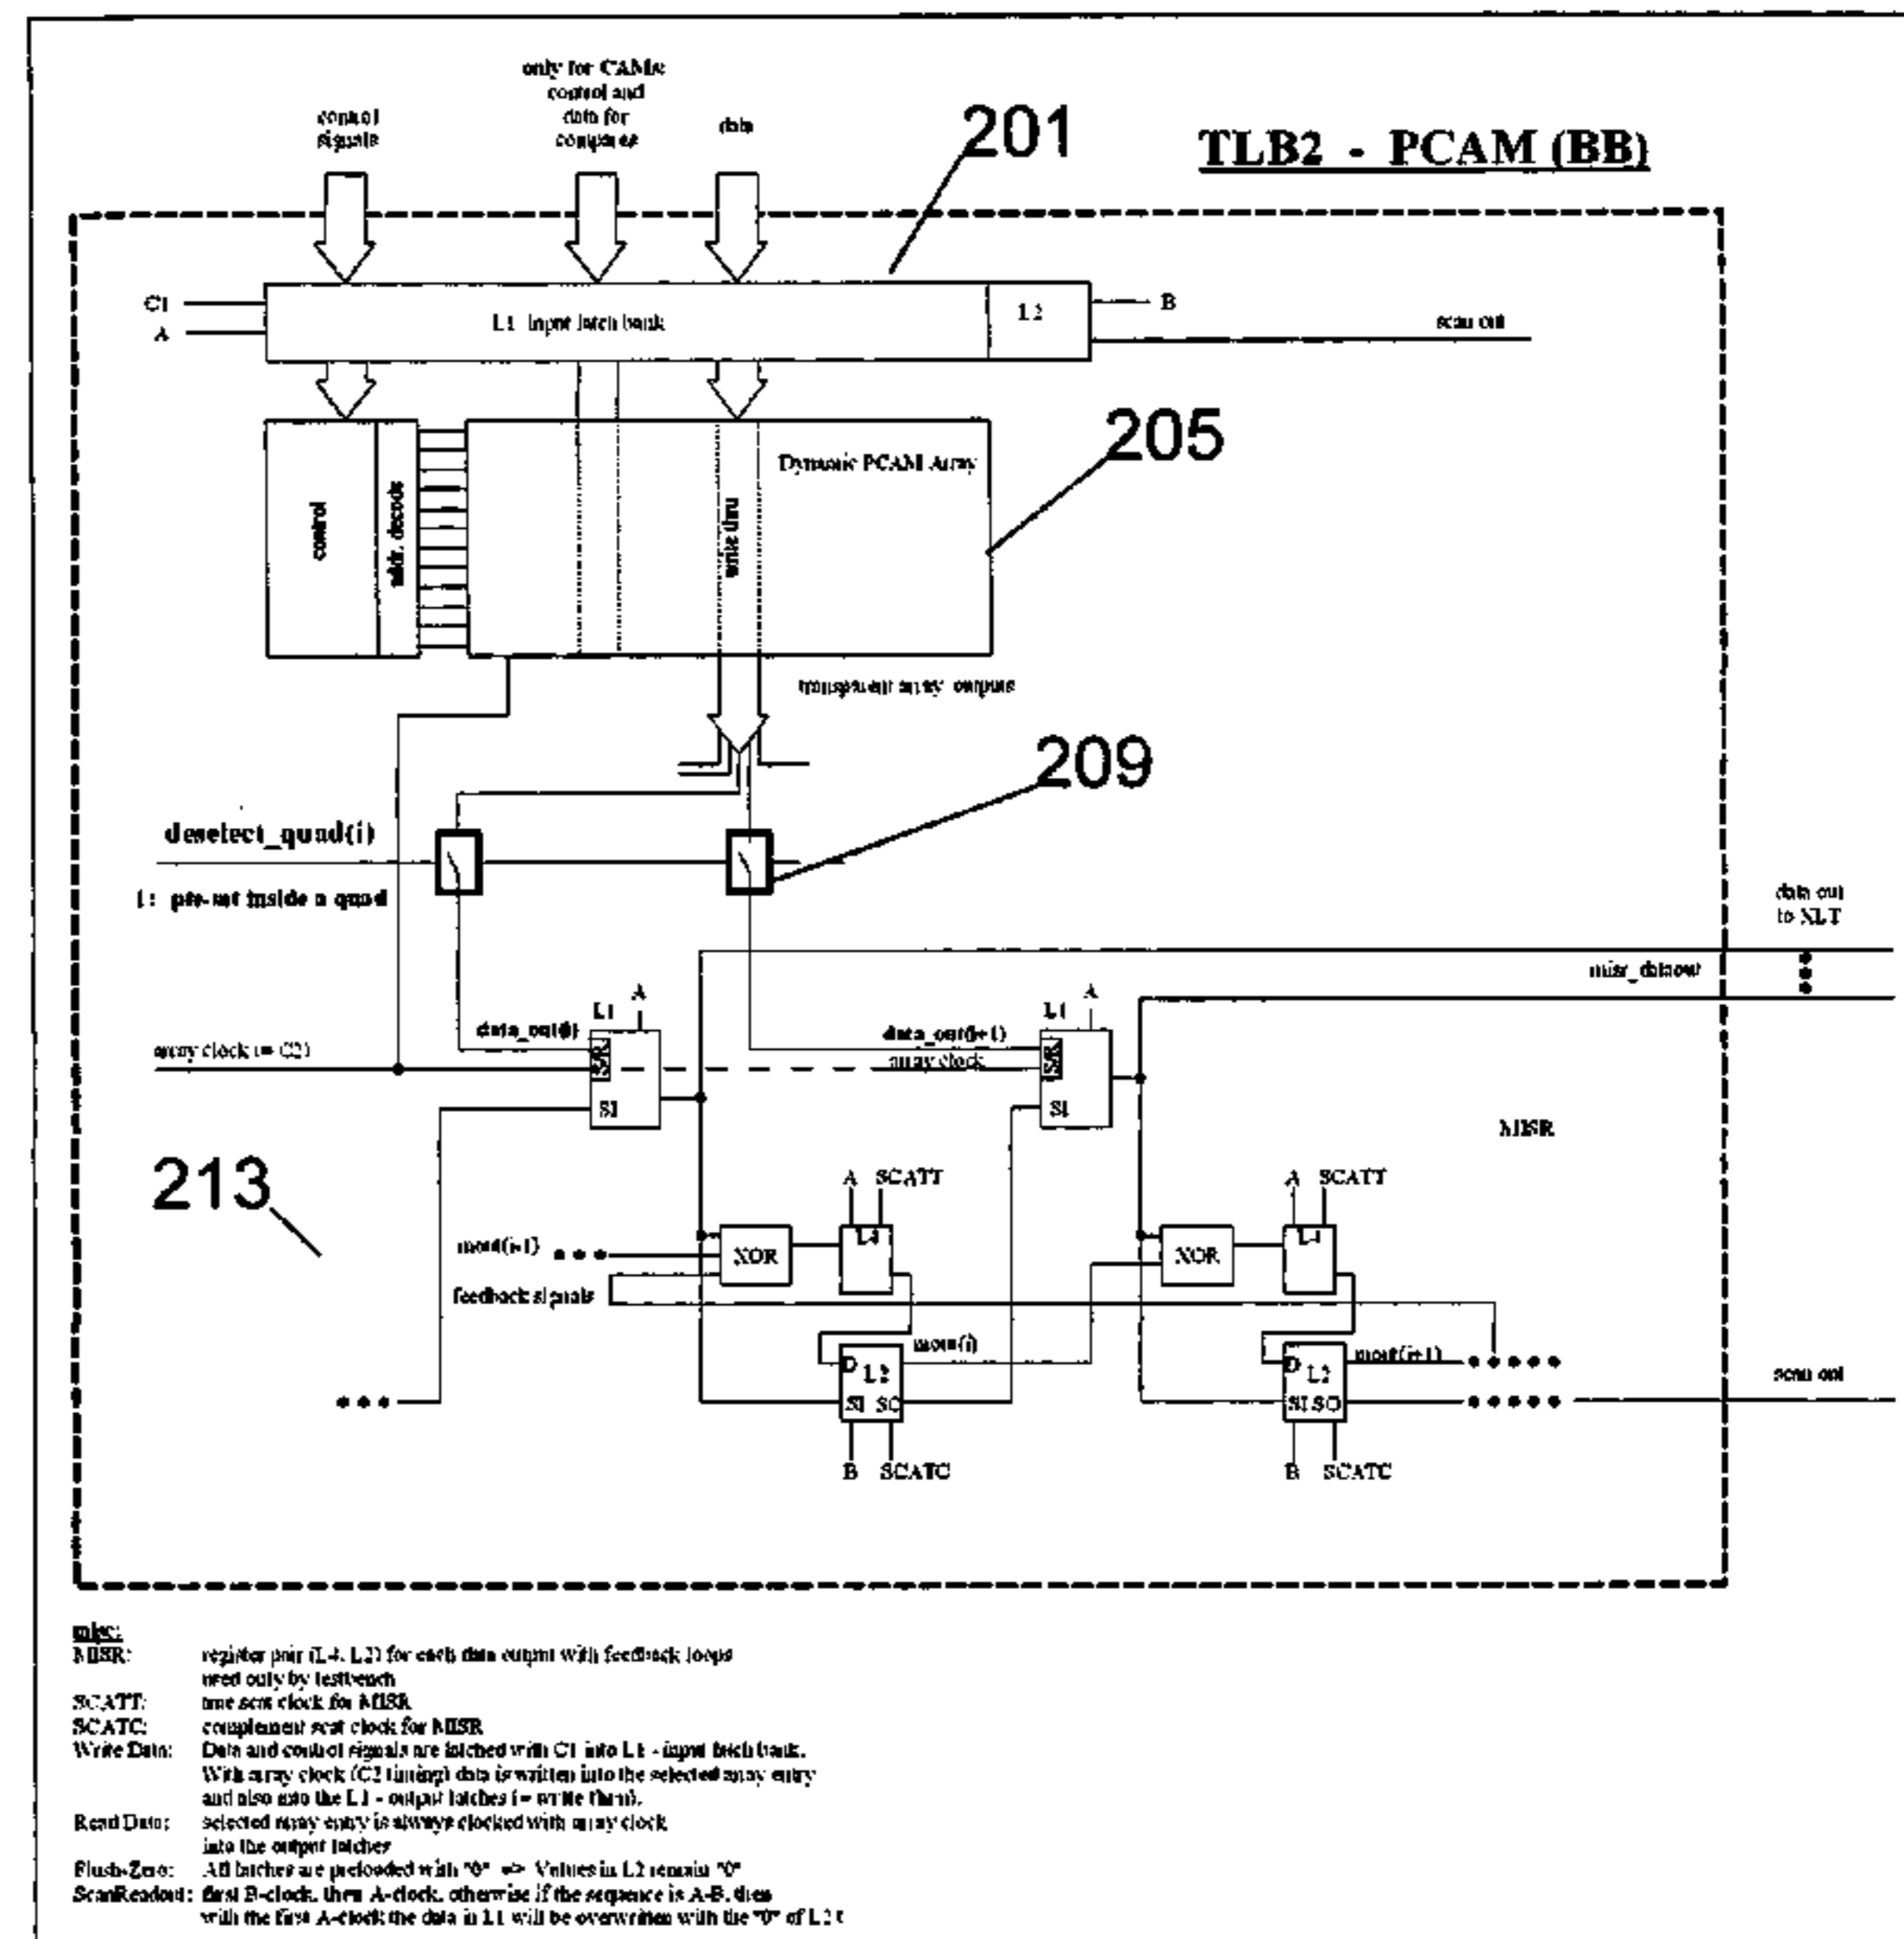 only for CAMs:
control and
data for
compare
control
signals
data
201
TLB2 - PCAM (BB)
C1
A
L1 Input latch bank
L2
B
scan out
205
Dynamic PCAM Array
control
addr. decode
write thru
transparent array outputs
209
deselect_quad(i)
1: pre-set inside a quad
data out
to XLT
misr_dataout
A
L1
data_out(i)
S/R
array clock (= C2)
SI
A
L1
data_out(i+1)
S/R
array clock
SI
MISR
213
A SCATT
A SCATT
mout(i-1)
XOR
L4
XOR
L4
feedback signals
mout(i)
D
L2
SI SO
mout(i+1)
D
L2
SI SO
scan out
B SCATC
B SCATC
misc:
MISR: register pair (L4, L2) for each data output with feedback loops
used only by testbench
SCATT: true scat clock for MISR
SCATC: complement scat clock for MISR
Write Data: Data and control signals are latched with C1 into L1 - input latch bank.
With array clock (C2 timing) data is written into the selected array entry
and also into the L1 - output latches (= write thru).
Read Data: selected array entry is always clocked with array clock
into the output latches
Flush-Zero: All latches are preloaded with "0" => Values in L2 remain "0"
ScanReadout: first B-clock, then A-clock, otherwise if the sequence is A-B, then
with the first A-clock the data in L1 will be overwritten with the "0" of L2 !